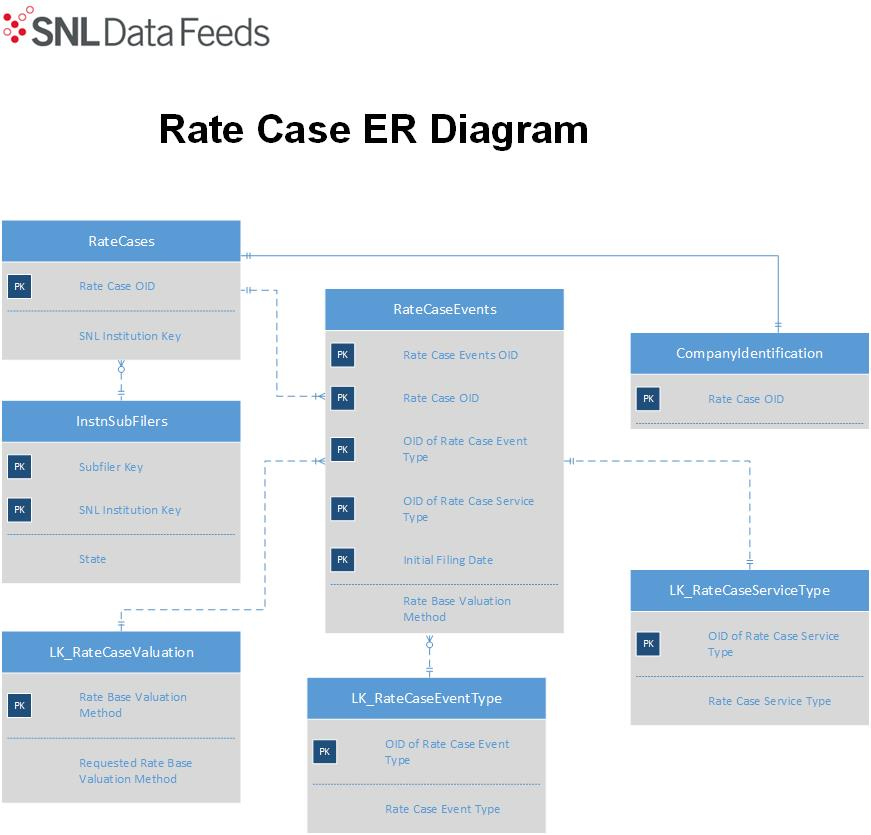 SNL Data Feeds
Rate Case ER Diagram
RateCases
PK
Rate Case OID
SNL Institution Key
InstnSubFilers
PK
Subfiler Key
PK
SNL Institution Key
State
LK_RateCaseValuation
PK
Rate Base Valuation
Method
Requested Rate Base
Valuation Method
RateCaseEvents
PK
Rate Case Events OID
PK
Rate Case OID
PK
OID of Rate Case Event
Type
PK
OID of Rate Case Service
Type
PK
Initial Filing Date
Rate Base Valuation
Method
LK_RateCaseEventType
PK
OID of Rate Case Event
Type
Rate Case Event Type
CompanyIdentification
PK
Rate Case OID
LK_RateCaseServiceType
PK
OID of Rate Case Service
Type
Rate Case Service Type